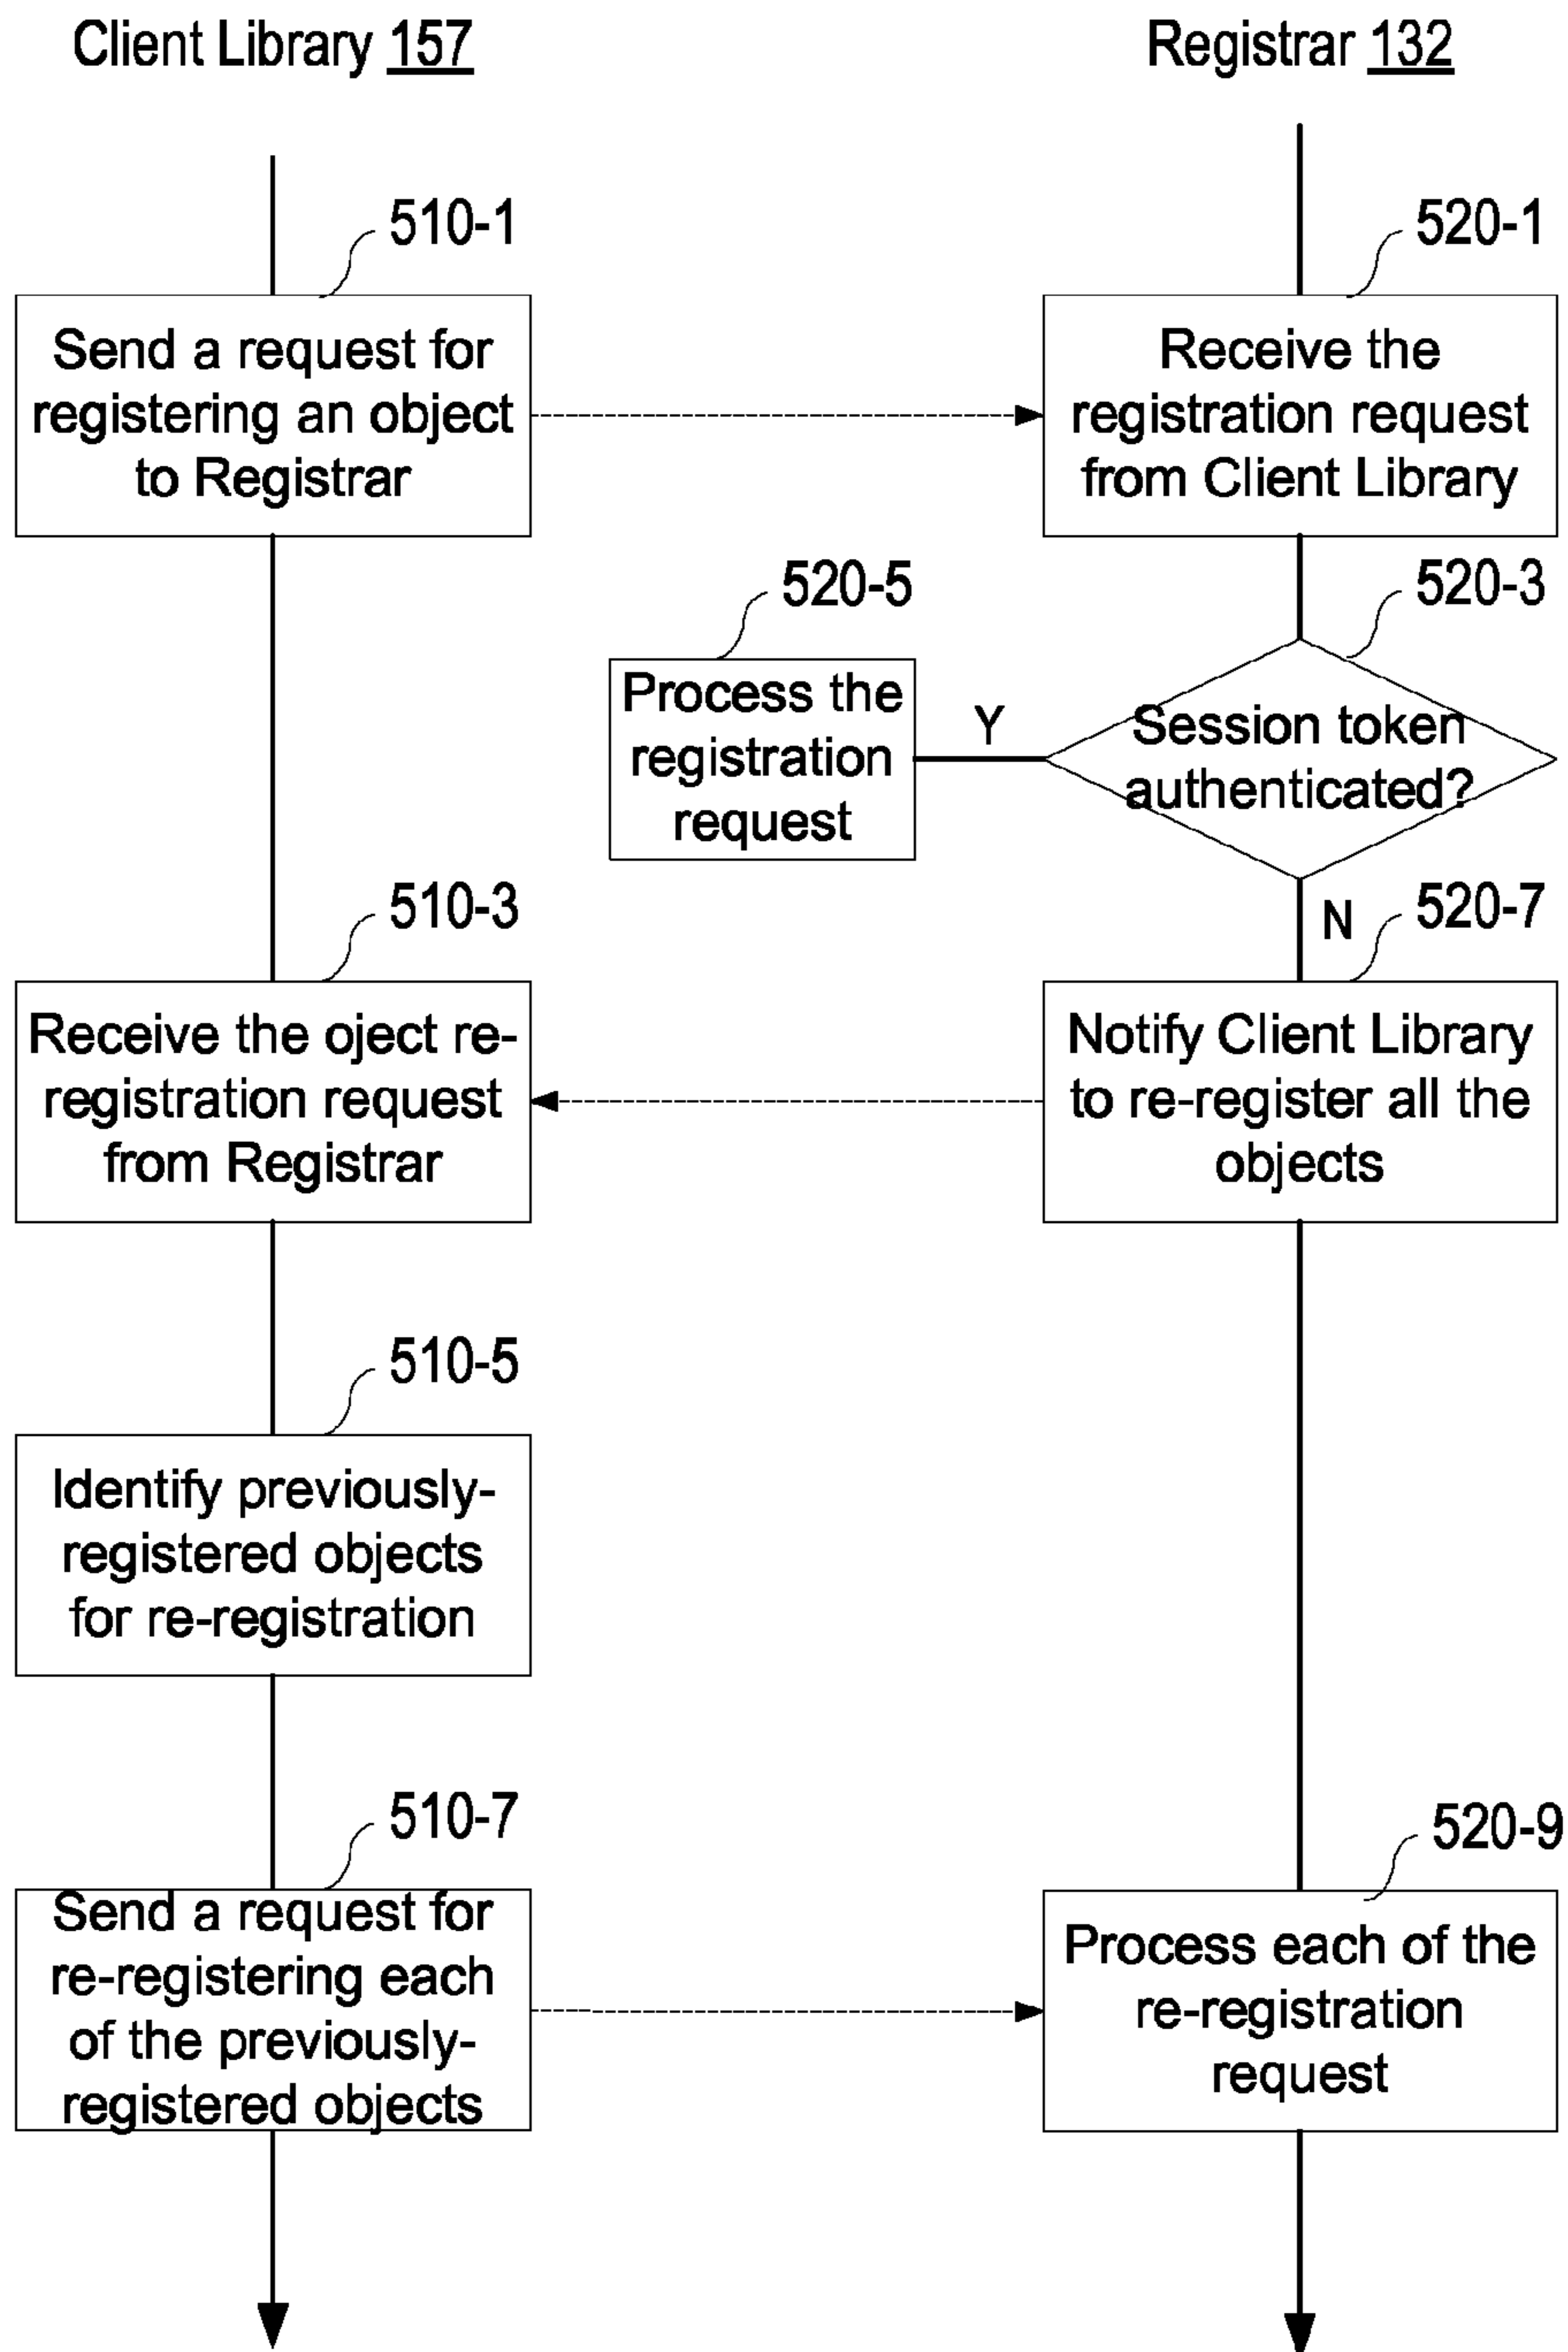 Client Library 157
Registrar 132
510-1
520-1
Send a request for
registering an object
to Registrar
Receive the
registration request
from Client Library
520-5
520-3
Process the
registration
request
Y
Session token
authenticated?
510-3
N
520-7
Receive the oject re-
registration request
from Registrar
Notify Client Library
to re-register all the
objects
510-5
Identify previously-
registered objects
for re-registration
510-7
520-9
Send a request for
re-registering each
of the previously-
registered objects
Process each of the
re-registration
request